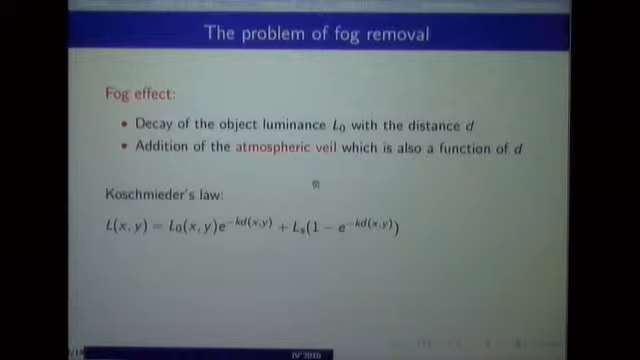 The problem of fog removal
Fog effect:
• Decay of the object luminance L₀ with the distance d
• Addition of the atmospheric veil which is also a function of d
Koschmieder's law:
L(x, y) = L₀(x, y)e^{−kd(x,y)} + Lₛ(1 − e^{−kd(x,y)})
IV'2010